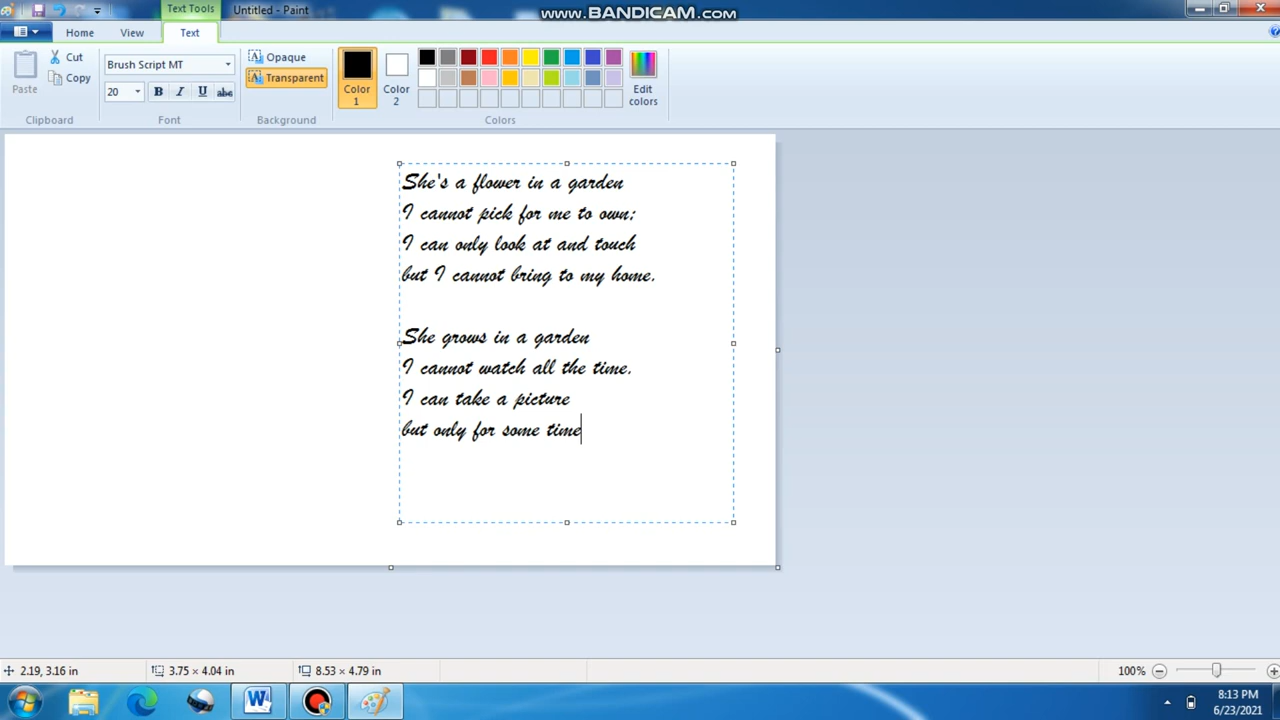 Text Tools
Untitled - Paint
www.BANDICAM.com
Home
View
Text
Paste
Cut
Copy
Clipboard
Brush Script MT
20
B
I
U
abc
Font
Opaque
Transparent
Background
Color 1
Color 2
Edit colors
Colors
She's a flower in a garden
I cannot pick for me to own;
I can only look at and touch
but I cannot bring to my home.
She grows in a garden
I cannot watch all the time.
I can take a picture
but only for some time
2.19, 3.16 in
3.75 × 4.04 in
8.53 × 4.79 in
100%
8:13 PM
6/23/2021